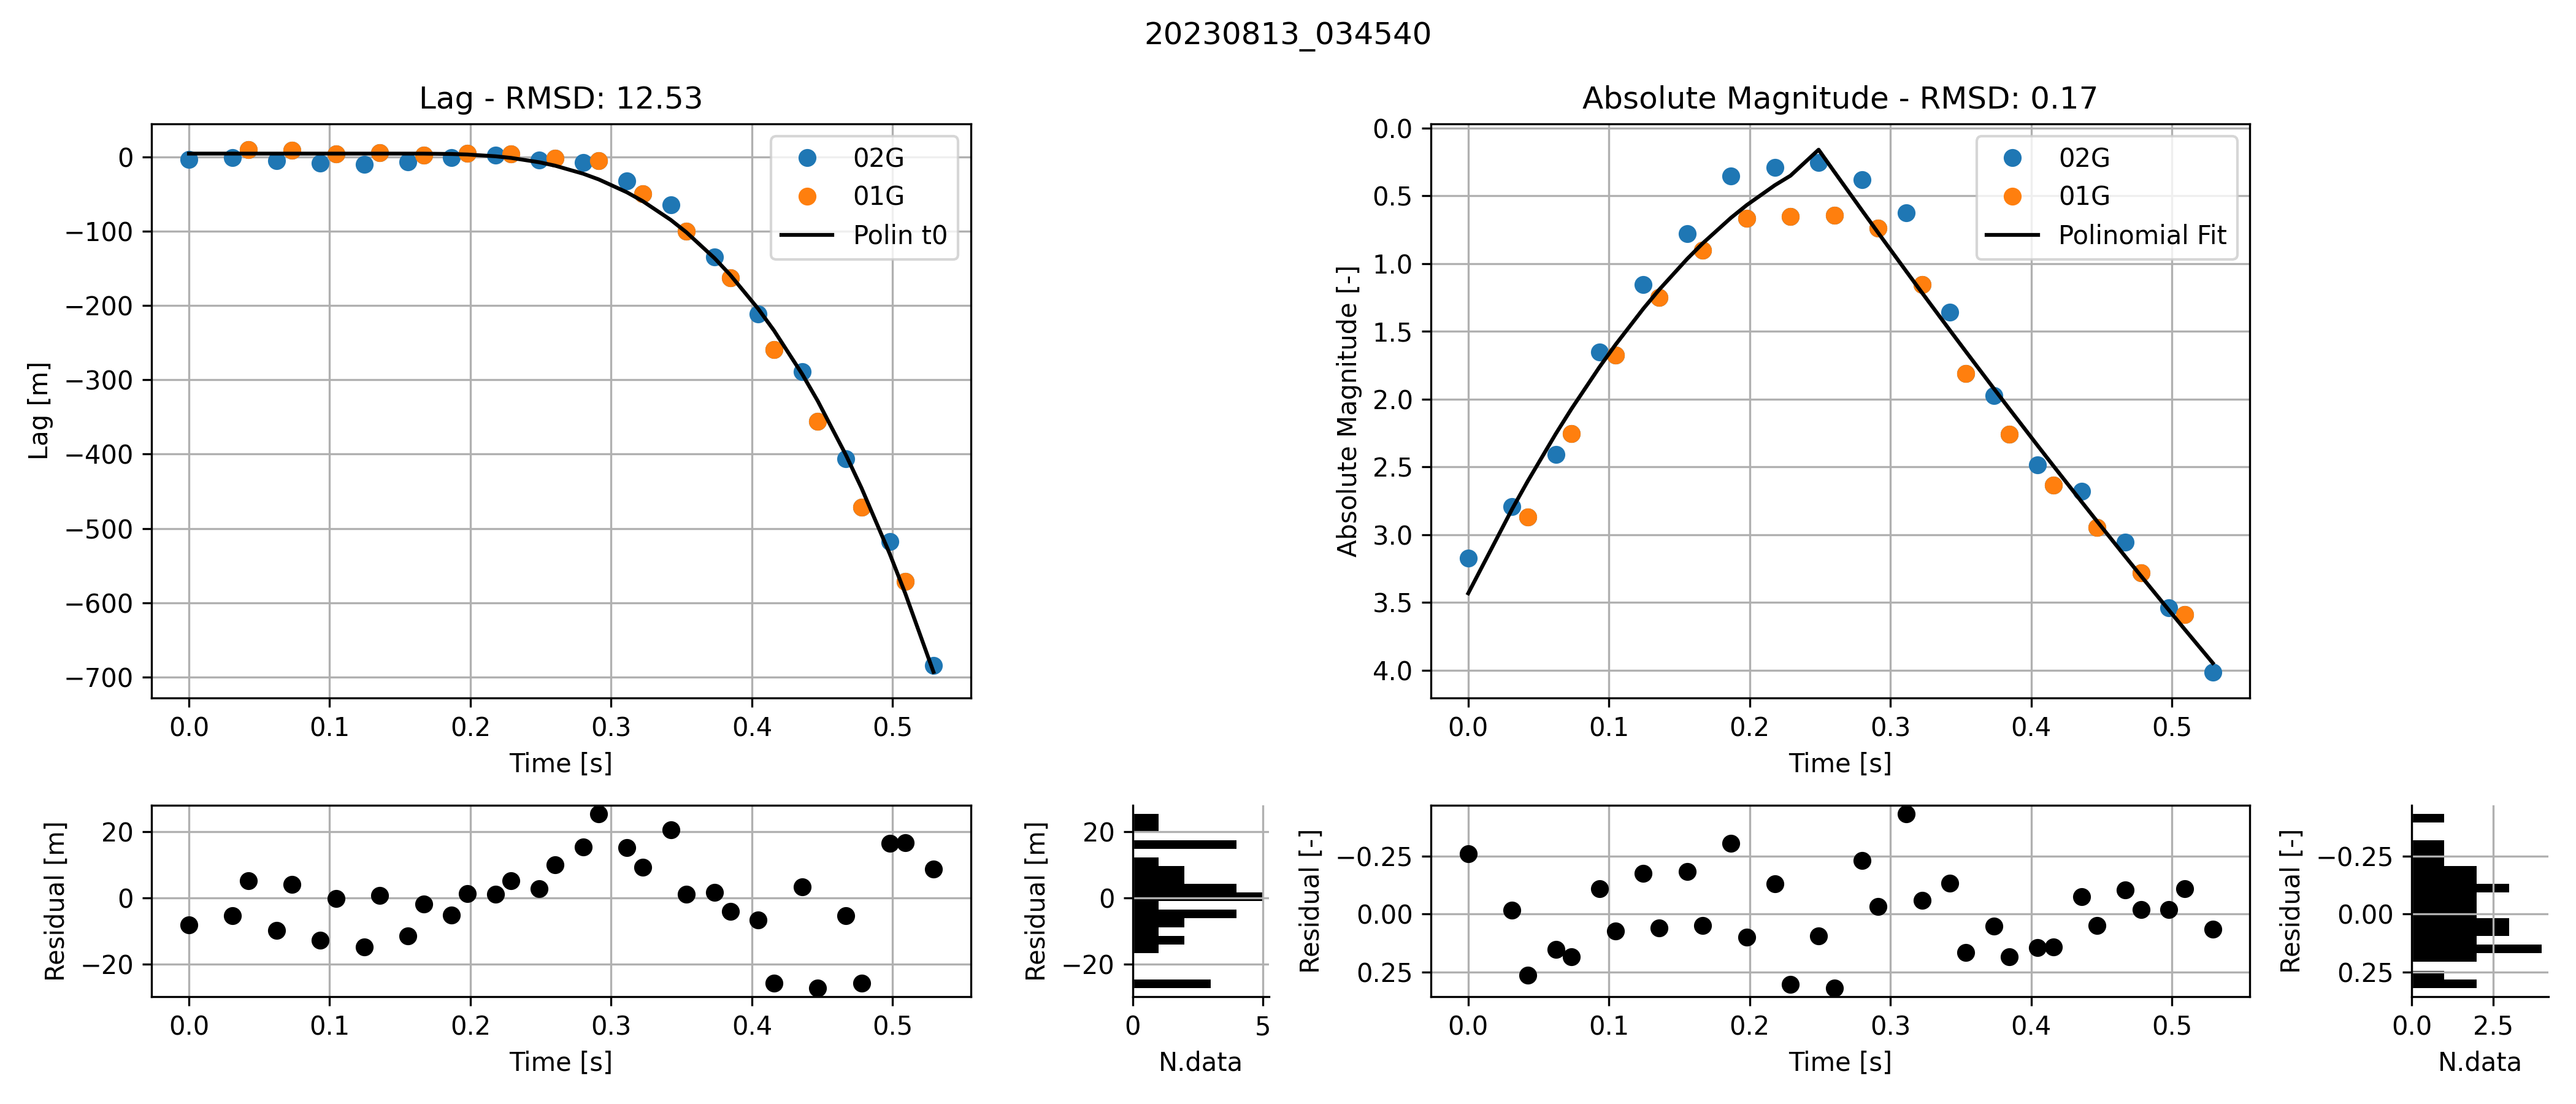 20230813_034540
Lag - RMSD: 12.53
0
−100
−200
−300
−400
−500
−600
−700
Lag [m]
02G
01G
Polin t0
0.0 0.1 0.2 0.3 0.4 0.5
Time [s]
Absolute Magnitude - RMSD: 0.17
0.0
0.5
1.0
1.5
2.0
2.5
3.0
3.5
4.0
Absolute Magnitude [-]
02G
01G
Polinomial Fit
0.0 0.1 0.2 0.3 0.4 0.5
Time [s]
20
0
−20
Residual [m]
0.0 0.1 0.2 0.3 0.4 0.5
Time [s]
20
0
−20
Residual [m]
0 5
N.data
−0.25
0.00
0.25
Residual [-]
0.0 0.1 0.2 0.3 0.4 0.5
Time [s]
−0.25
0.00
0.25
Residual [-]
0.0 2.5
N.data